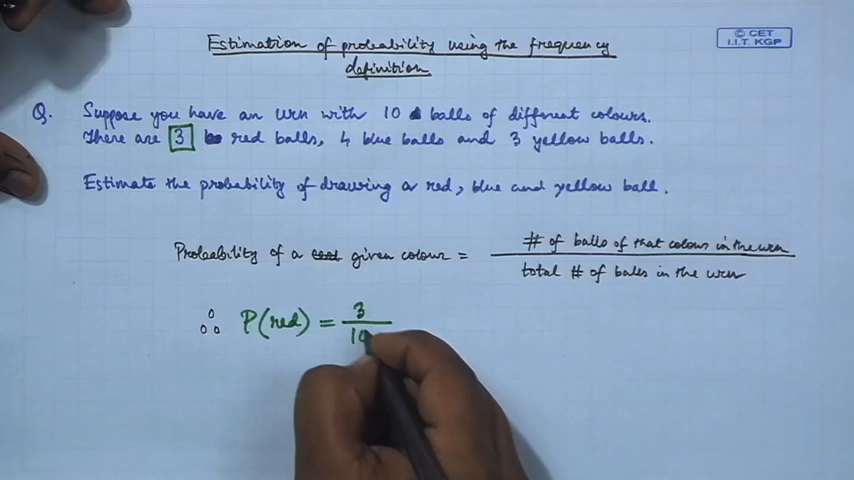 Estimation of probability using the frequency
definition
© CET
I.I.T. KGP
Q. Suppose you have an urn with 10 balls of different colours.
There are 3 red balls, 4 blue balls and 3 yellow balls.
Estimate the probability of drawing a red, blue and yellow ball.
Probability of a given colour = # of balls of that colour in the urn
total # of balls in the urn
∴ P(red) = 3
10